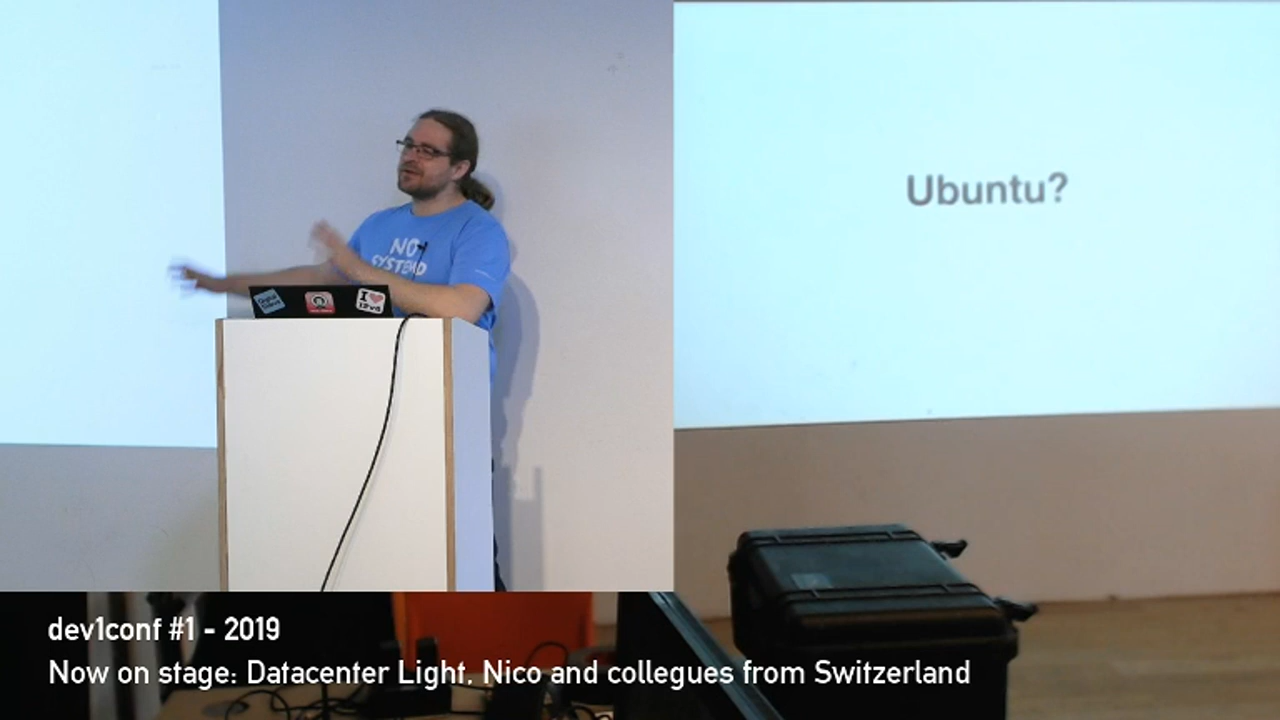 Ubuntu?
NO
SYSTEMD
I ❤
IPv6
dev1conf #1 - 2019
Now on stage: Datacenter Light, Nico and collegues from Switzerland